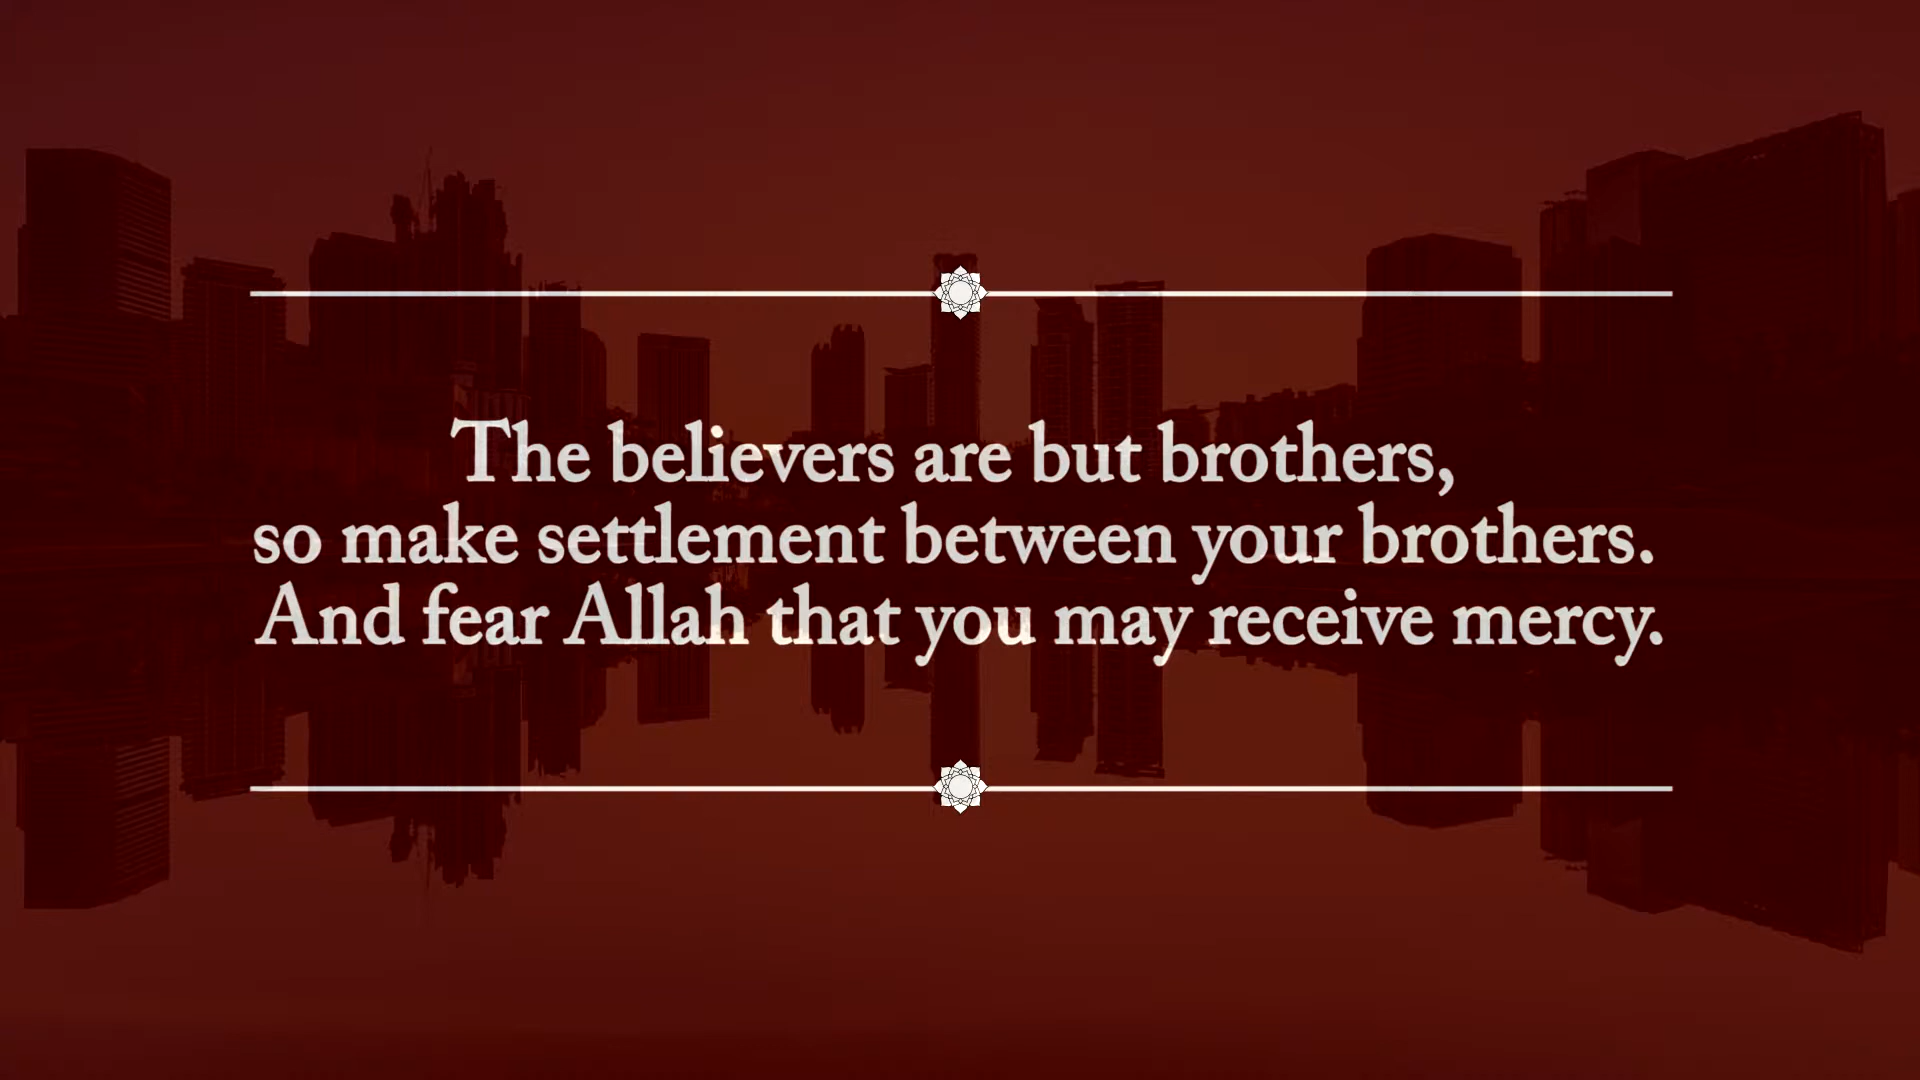 The believers are but brothers,
so make settlement between your brothers.
And fear Allah that you may receive mercy.